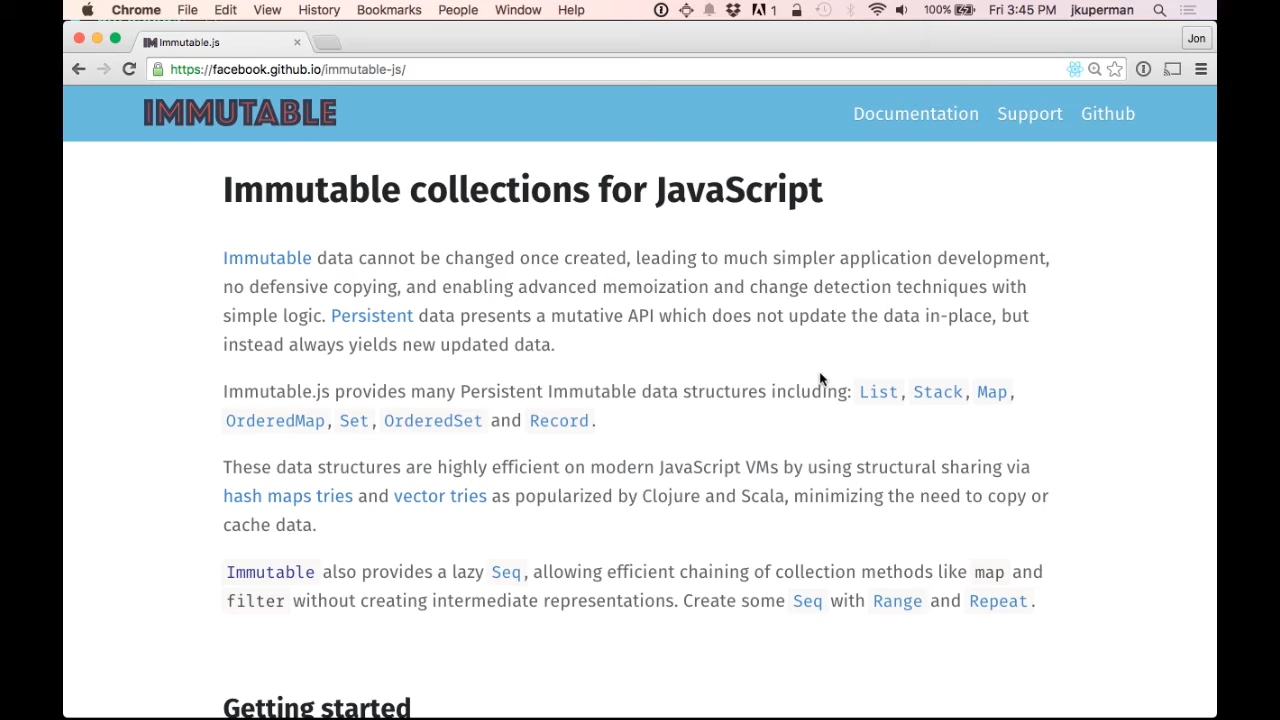 Chrome File Edit View History Bookmarks People Window Help 1 100% Fri 3:45 PM jkuperman
Immutable.js Jon
https://facebook.github.io/immutable-js/
IMMUTABLE Documentation Support Github
Immutable collections for JavaScript
Immutable data cannot be changed once created, leading to much simpler application development,
no defensive copying, and enabling advanced memoization and change detection techniques with
simple logic. Persistent data presents a mutative API which does not update the data in-place, but
instead always yields new updated data.
Immutable.js provides many Persistent Immutable data structures including: List, Stack, Map,
OrderedMap, Set, OrderedSet and Record.
These data structures are highly efficient on modern JavaScript VMs by using structural sharing via
hash maps tries and vector tries as popularized by Clojure and Scala, minimizing the need to copy or
cache data.
Immutable also provides a lazy Seq, allowing efficient chaining of collection methods like map and
filter without creating intermediate representations. Create some Seq with Range and Repeat.
Getting started